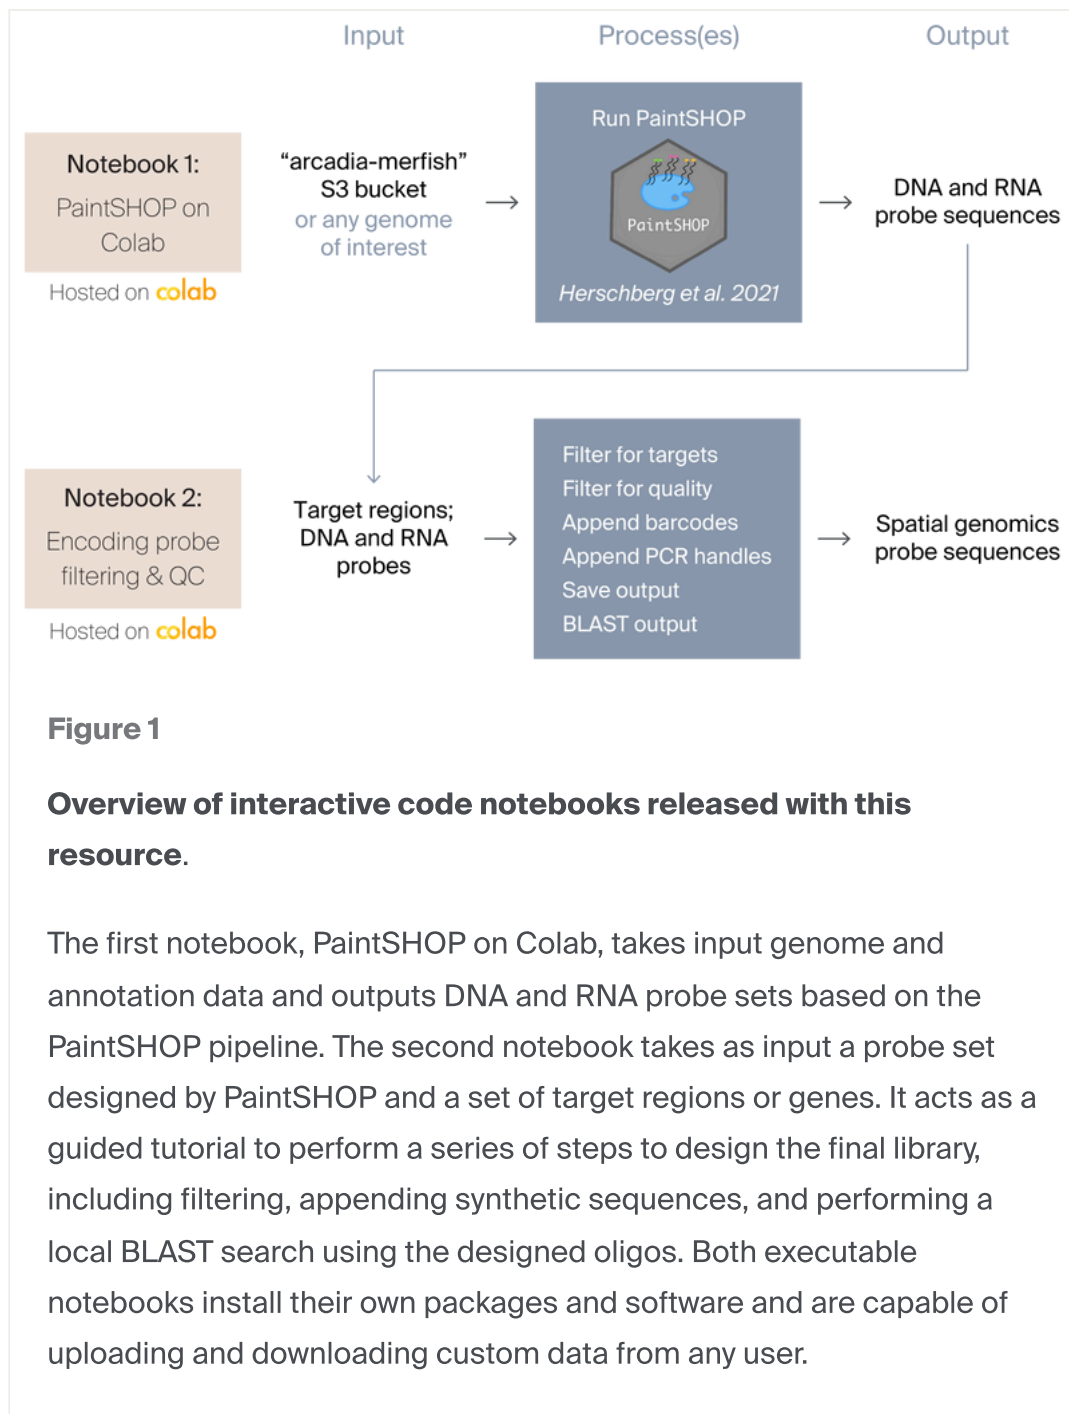 Input Process(es) Output
Notebook 1:
PaintSHOP on
Colab
Hosted on colab
“arcadia-merfish”
S3 bucket
or any genome
of interest
Run PaintSHOP
PaintSHOP
Herschberg et al. 2021
DNA and RNA
probe sequences
Notebook 2:
Encoding probe
filtering & QC
Hosted on colab
Target regions;
DNA and RNA
probes
Filter for targets
Filter for quality
Append barcodes
Append PCR handles
Save output
BLAST output
Spatial genomics
probe sequences
Figure 1
Overview of interactive code notebooks released with this
resource.
The first notebook, PaintSHOP on Colab, takes input genome and
annotation data and outputs DNA and RNA probe sets based on the
PaintSHOP pipeline. The second notebook takes as input a probe set
designed by PaintSHOP and a set of target regions or genes. It acts as a
guided tutorial to perform a series of steps to design the final library,
including filtering, appending synthetic sequences, and performing a
local BLAST search using the designed oligos. Both executable
notebooks install their own packages and software and are capable of
uploading and downloading custom data from any user.